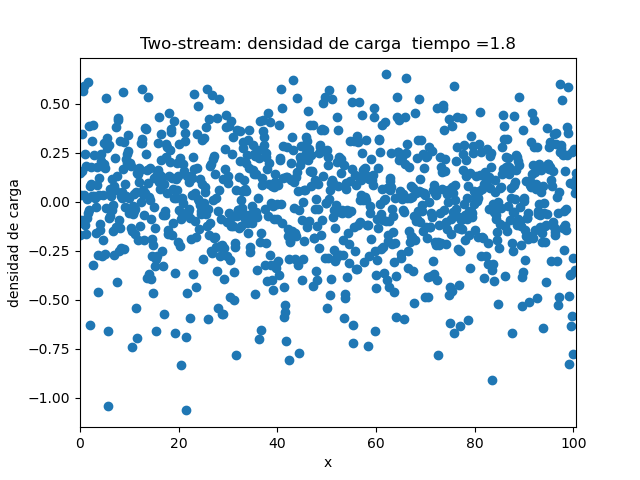 Two-stream: densidad de carga  tiempo =1.8
densidad de carga
0.50
0.25
0.00
−0.25
−0.50
−0.75
−1.00
0 20 40 60 80 100
x